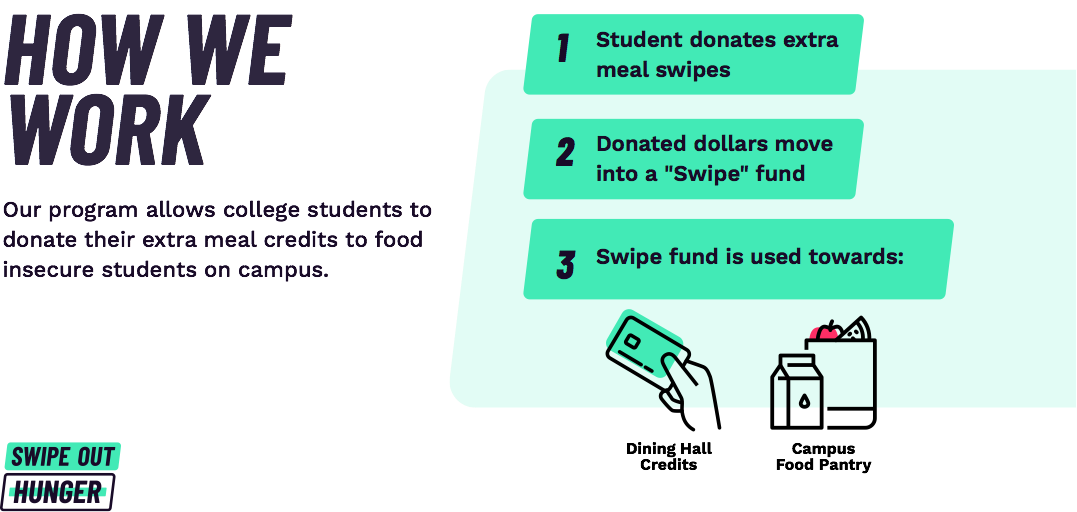 HOW WE
WORK
Our program allows college students to
donate their extra meal credits to food
insecure students on campus.
1
Student donates extra
meal swipes
2
Donated dollars move
into a "Swipe" fund
3
Swipe fund is used towards:
Dining Hall
Credits
Campus
Food Pantry
SWIPE OUT
HUNGER